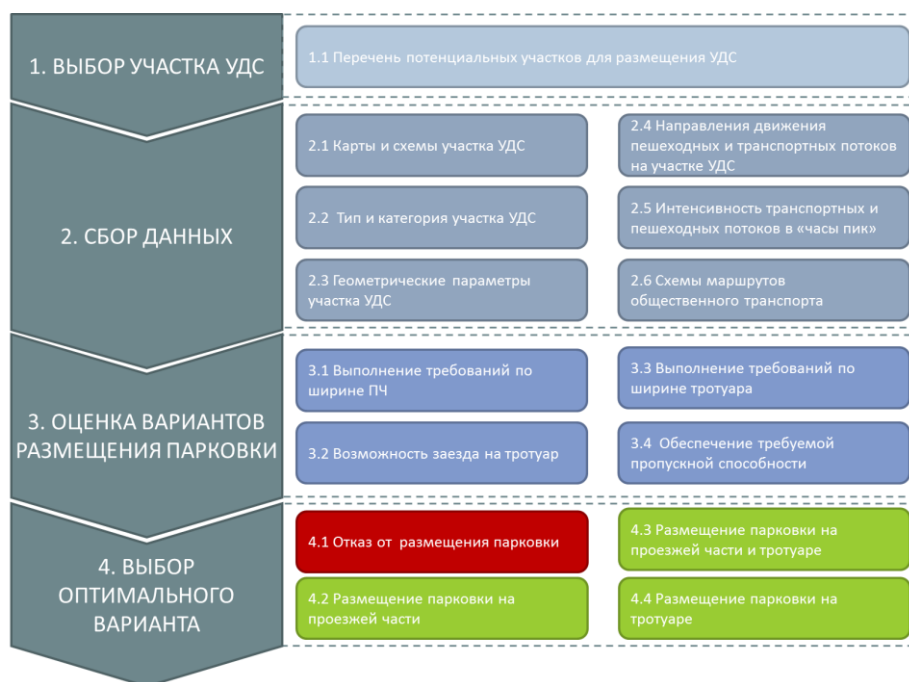 1. ВЫБОР УЧАСТКА УДС
1.1 Перечень потенциальных участков для размещения УДС
2. СБОР ДАННЫХ
2.1 Карты и схемы участка УДС
2.2 Тип и категория участка УДС
2.3 Геометрические параметры
участка УДС
2.4 Направления движения
пешеходных и транспортных потоков
на участке УДС
2.5 Интенсивность транспортных и
пешеходных потоков в «часы пик»
2.6 Схемы маршрутов
общественного транспорта
3. ОЦЕНКА ВАРИАНТОВ
РАЗМЕЩЕНИЯ ПАРКОВКИ
3.1 Выполнение требований по
ширине ПЧ
3.2 Возможность заезда на тротуар
3.3 Выполнение требований по
ширине тротуара
3.4 Обеспечение требуемой
пропускной способности
4. ВЫБОР
ОПТИМАЛЬНОГО
ВАРИАНТА
4.1 Отказ от размещения парковки
4.2 Размещение парковки на
проезжей части
4.3 Размещение парковки на
проезжей части и тротуаре
4.4 Размещение парковки на
тротуаре